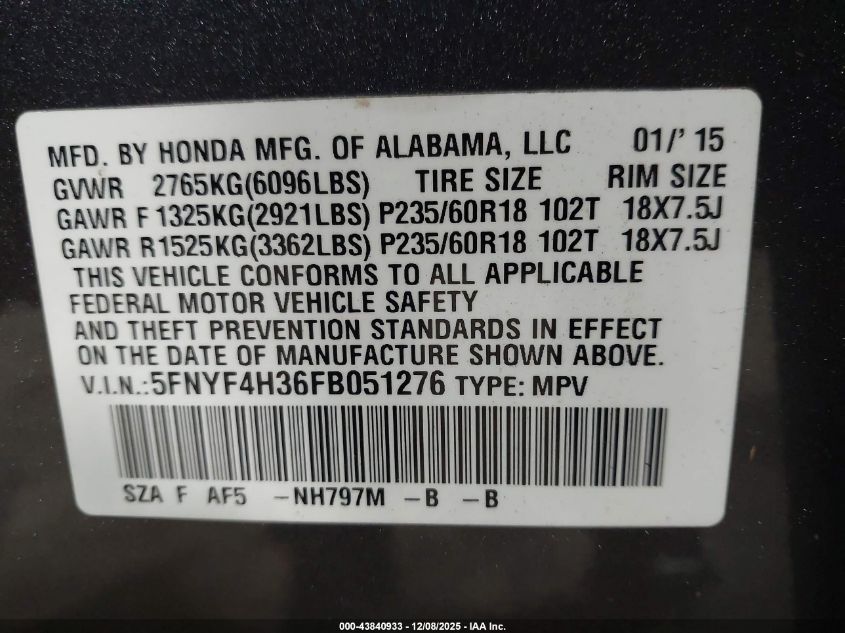 MFD. BY HONDA MFG. OF ALABAMA, LLC 01/'15
GVWR 2765KG(6096LBS) TIRE SIZE RIM SIZE
GAWR F 1325KG(2921LBS) P235/60R18 102T 18X7.5J
GAWR R1525KG(3362LBS) P235/60R18 102T 18X7.5J
THIS VEHICLE CONFORMS TO ALL APPLICABLE
FEDERAL MOTOR VEHICLE SAFETY
AND THEFT PREVENTION STANDARDS IN EFFECT
ON THE DATE OF MANUFACTURE SHOWN ABOVE.
V.I.N.:5FNYF4H36FB051276 TYPE: MPV
SZA F AF5 -NH797M -B -B
000-43840933 - 12/08/2025 - IAA Inc.